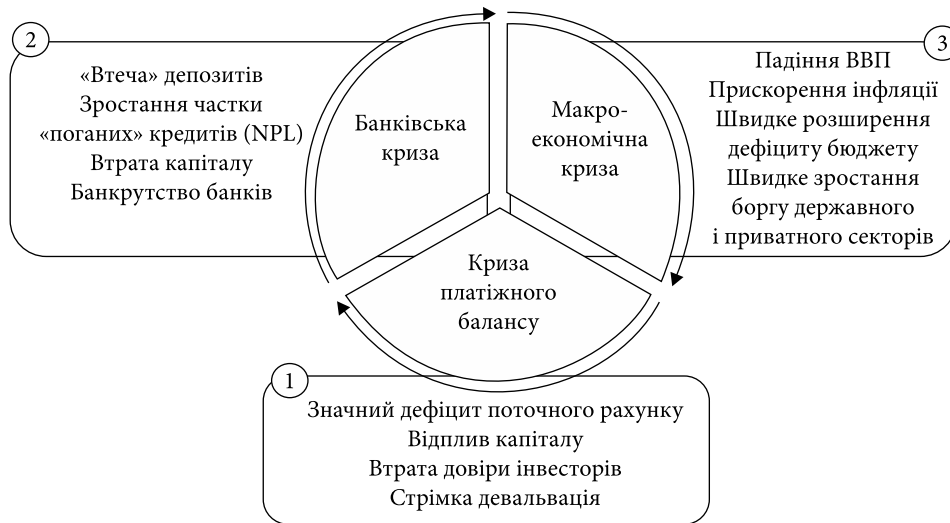 2
«Втеча» депозитів
Зростання частки
«поганих» кредитів (NPL)
Втрата капіталу
Банкрутство банків
Банківська
криза
Макро-
економічна
криза
3
Падіння ВВП
Прискорення інфляції
Швидке розширення
дефіциту бюджету
Швидке зростання
боргу державного
і приватного секторів
Криза
платіжного
балансу
1
Значний дефіцит поточного рахунку
Відплив капіталу
Втрата довіри інвесторів
Стрімка девальвація